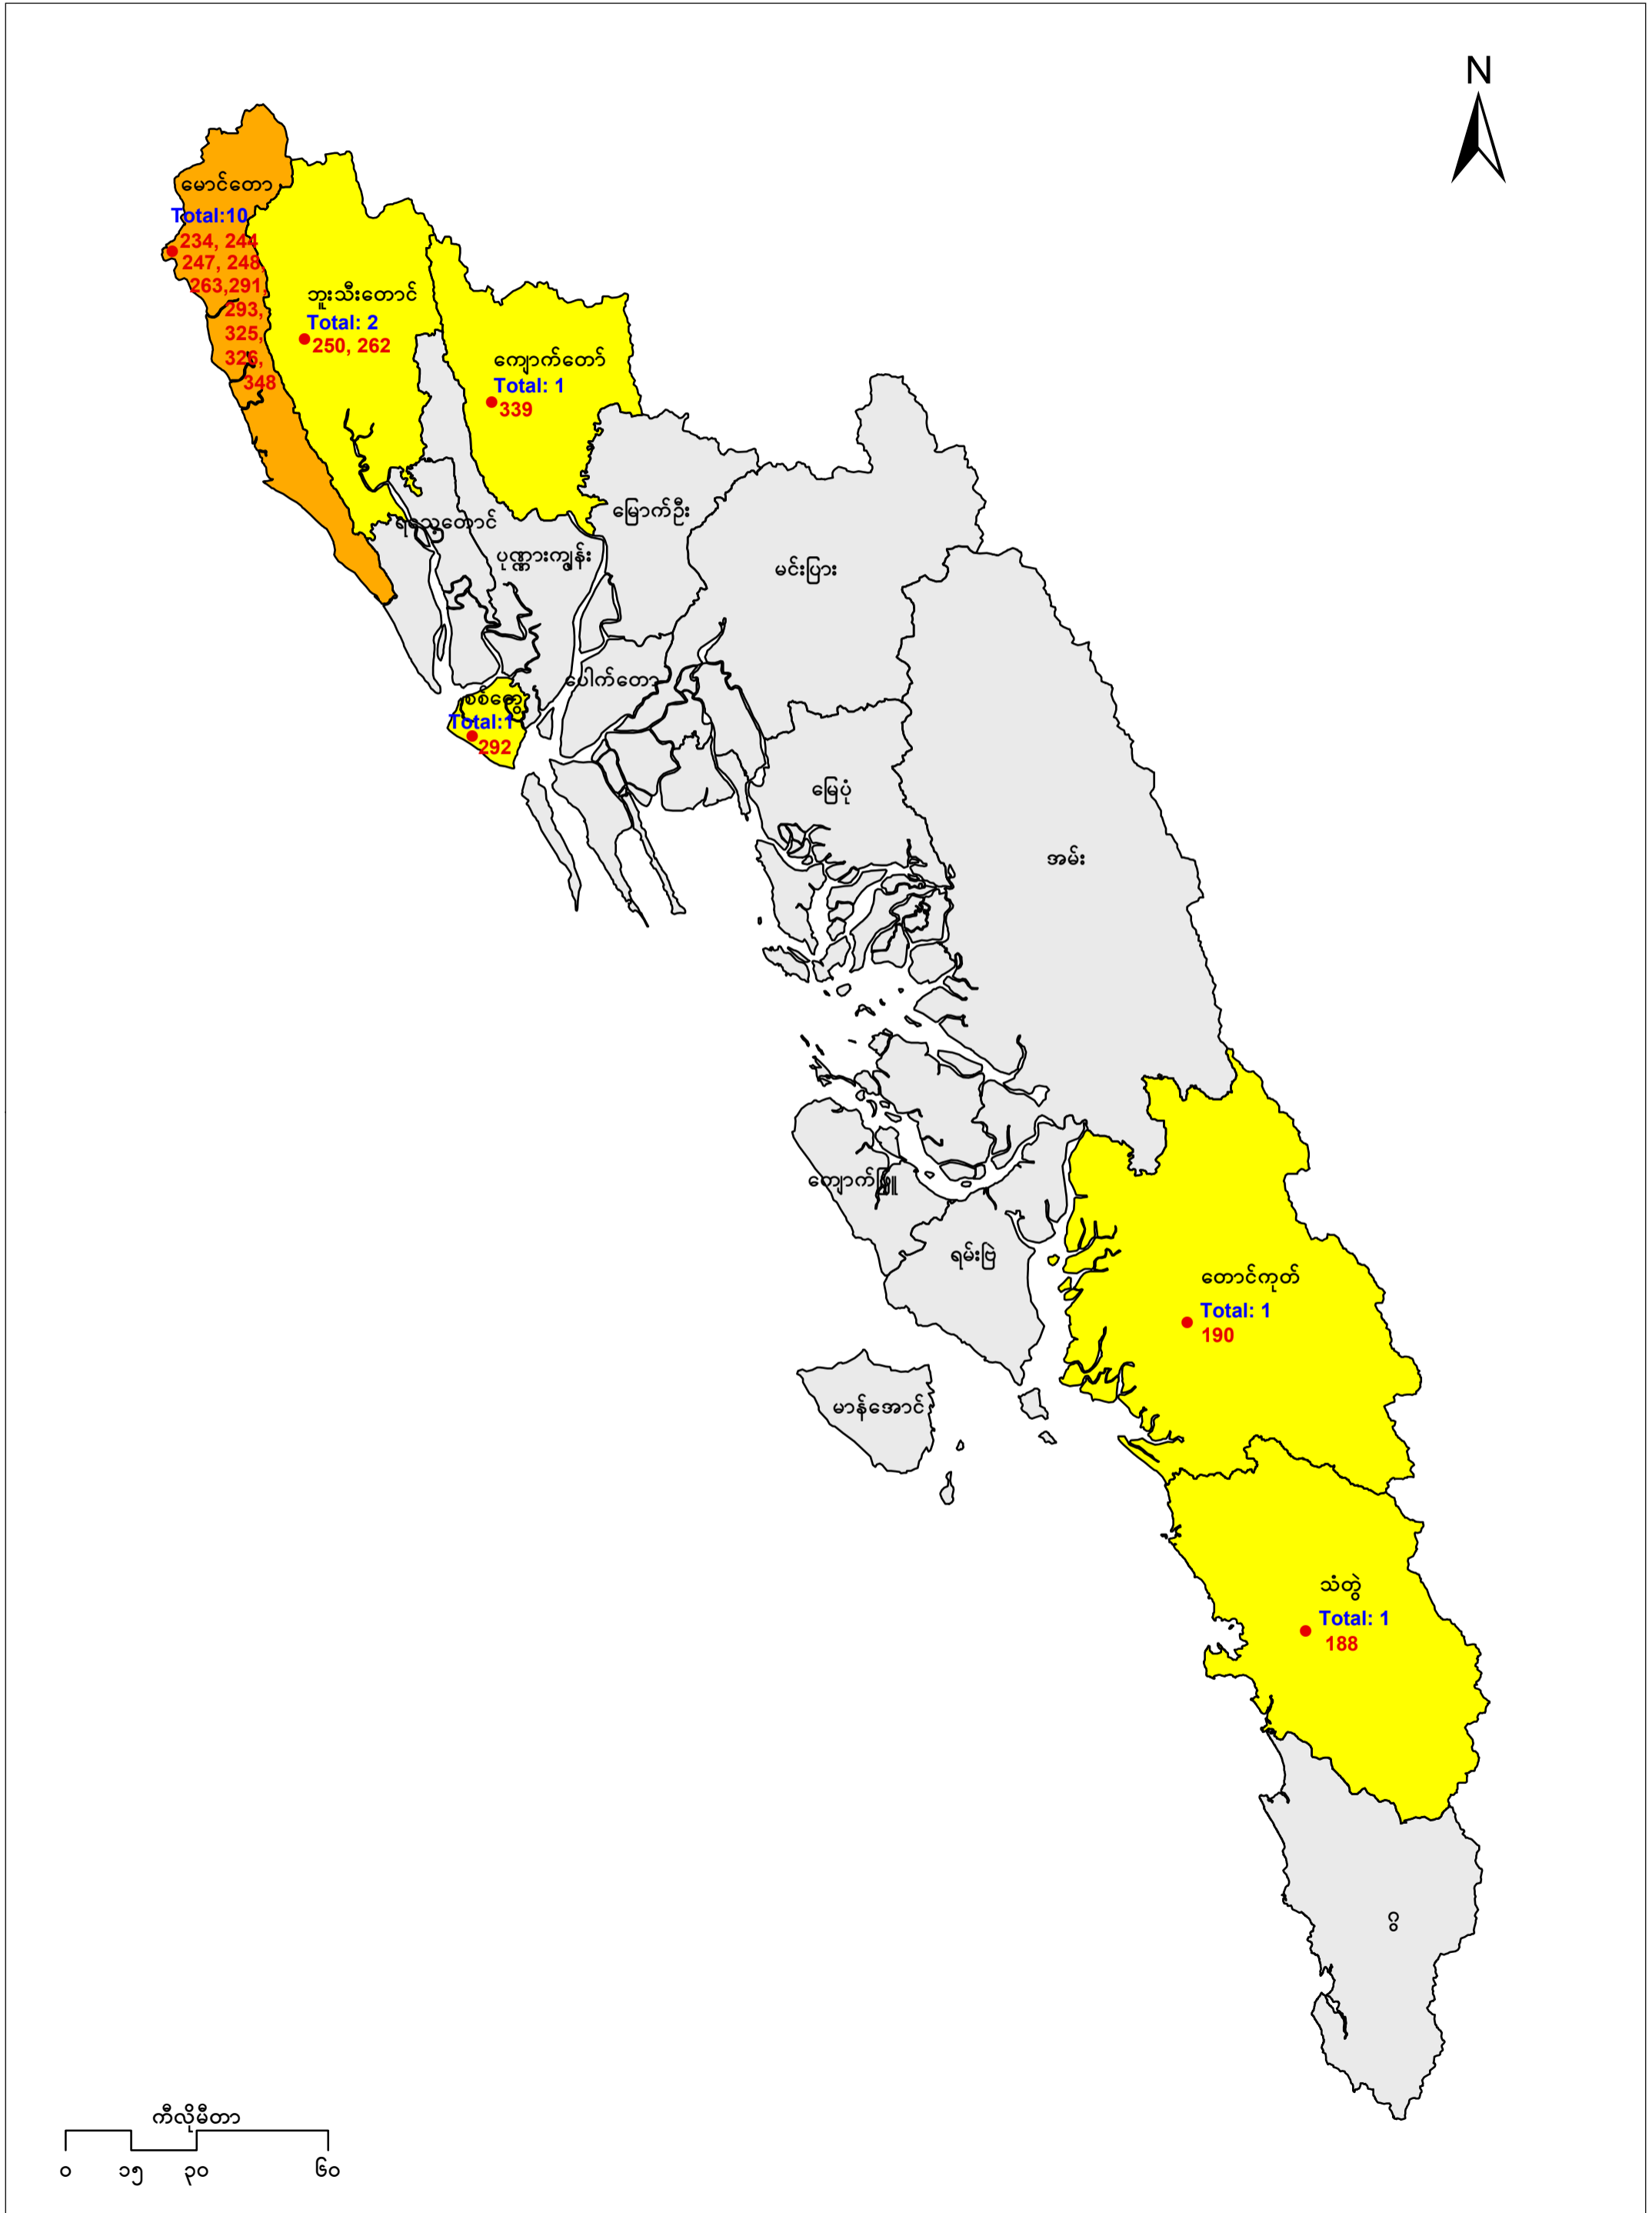 N
မောင်တော
Total:10
234, 244
247, 248,
263,291,
293,
325,
326,
348
ဘူးသီးတောင်
Total: 2
250, 262
ကျောက်တော်
Total: 1
339
မြောက်ဦး
ရသေ့တောင်
ပုဏ္ဏားကျွန်း
မင်းပြား
ပေါက်တော
စစ်တွေ
Total:1
292
မြေပုံ
အမ်း
ကျောက်ဖြူ
ရမ်းဗြဲ
တောင်ကုတ်
Total: 1
190
မာန်အောင်
သံတွဲ
Total: 1
188
ဂွ
ကီလိုမီတာ
၀ ၁၅ ၃၀ ၆၀